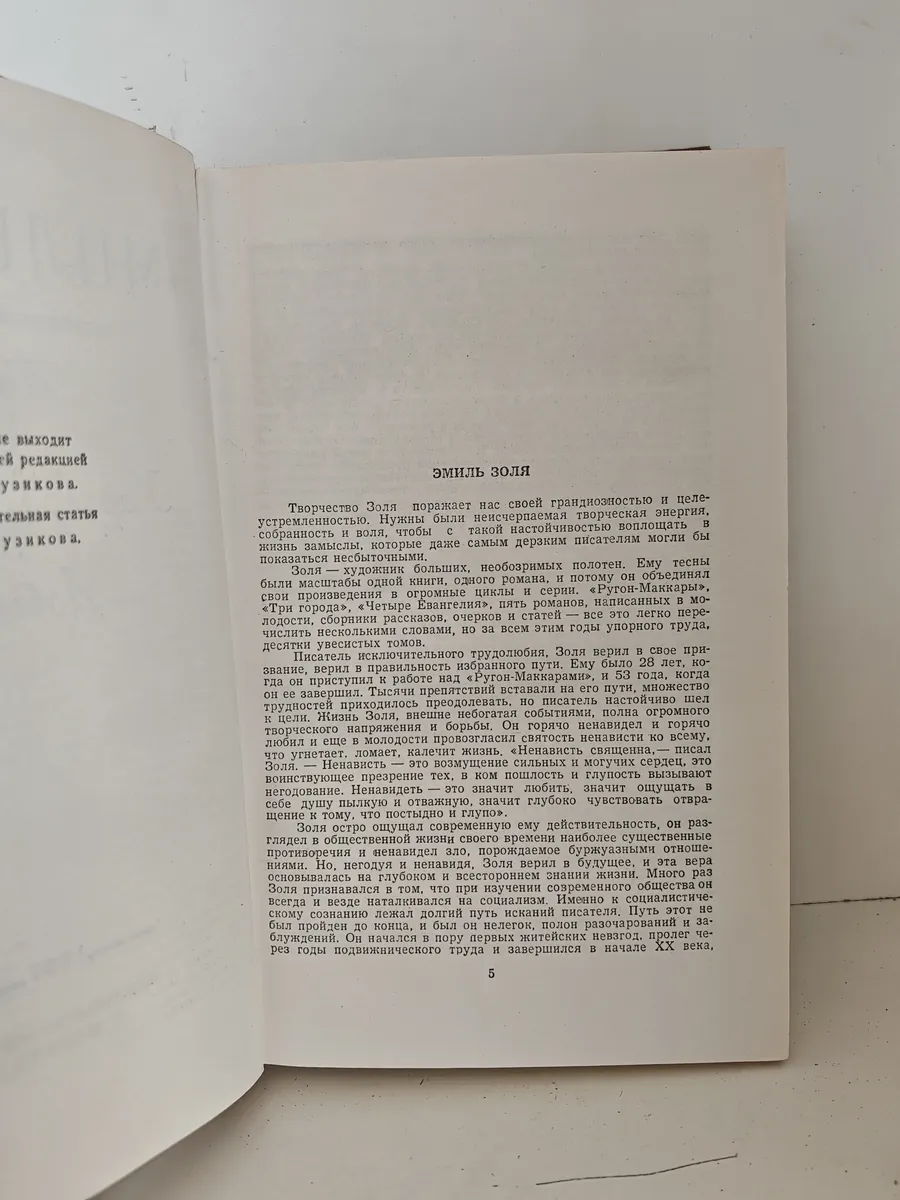 выходит
редакцией
узикова.
статья
узикова,
ЭМИЛЬ ЗОЛЯ
Творчество Золя поражает нас своей грандиозностью и целе-
устремленностью. Нужны были неисчерпаемая творческая энергия,
собранность и воля, чтобы с такой настойчивостью воплощать в
жизнь замыслы, которые даже самым дерзким писателям могли бы
показаться несбыточными.
Золя — художник больших, необозримых полотен. Ему тесны
были масштабы одной книги, одного романа, и потому он объединял
свои произведения в огромные циклы и серии. «Ругон-Маккары»,
«Три города», «Четыре Евангелия», пять романов, написанных в мо-
лодости, сборники рассказов, очерков и статей — все это легко пере-
числить несколькими словами, но за всем этим годы упорного труда,
десятки увесистых томов.
Писатель исключительного трудолюбия, Золя верил в свое при-
звание, верил в правильность избранного пути. Ему было 28 лет, ко-
гда он приступил к работе над «Ругон-Маккарами», и 53 года, когда
он ее завершил. Тысячи препятствий вставали на его пути, множество
трудностей приходилось преодолевать, но писатель настойчиво шел
к цели. Жизнь Золя, внешне небогатая событиями, полна огромного
творческого напряжения и борьбы. Он горячо ненавидел и горячо
любил и еще в молодости провозгласил святость ненависти ко всему,
что угнетает, ломает, калечит жизнь. «Ненависть священна,— писал
Золя. — Ненависть — это возмущение сильных и могучих сердец, это
воинствующее презрение тех, в ком пошлость и глупость вызывают
негодование. Ненавидеть — это значит любить, значит ощущать в
себе душу пылкую и отважную, значит глубоко чувствовать отвра-
щение к тому, что постыдно и глупо».
Золя остро ощущал современную ему действительность, он раз-
глядел в общественной жизни своего времени наиболее существенные
противоречия и ненавидел зло, порождаемое буржуазными отноше-
ниями. Но, негодуя и ненавидя, Золя верил в будущее, и эта вера
основывалась на глубоком и всестороннем знании жизни. Много раз
Золя признавался в том, что при изучении современного общества он
всегда и везде наталкивался на социализм. Именно к социалистиче-
скому сознанию лежал долгий путь исканий писателя. Путь этот не
был пройден до конца, и был он нелегок, полон разочарований и за-
блуждений. Он начался в пору первых житейских невзгод, пролег че-
рез годы подвижнического труда и завершился в начале XX века,
5